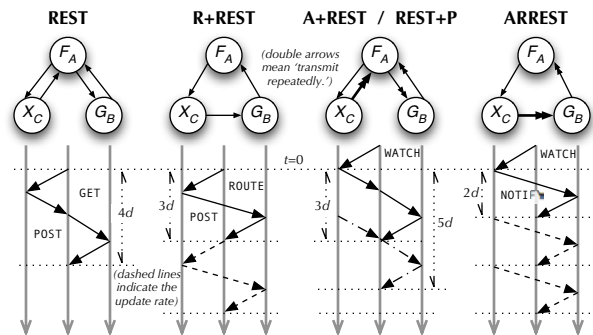 REST
R+REST
A+REST / REST+P
ARREST
F_A
X_C
G_B
F_A
X_C
G_B
(double arrows
mean 'transmit
repeatedly.')
F_A
X_C
G_B
F_A
X_C
G_B
GET
POST
4d
(dashed lines
indicate the
update rate)
3d
ROUTE
POST
t=0
WATCH
3d
5d
WATCH
2d